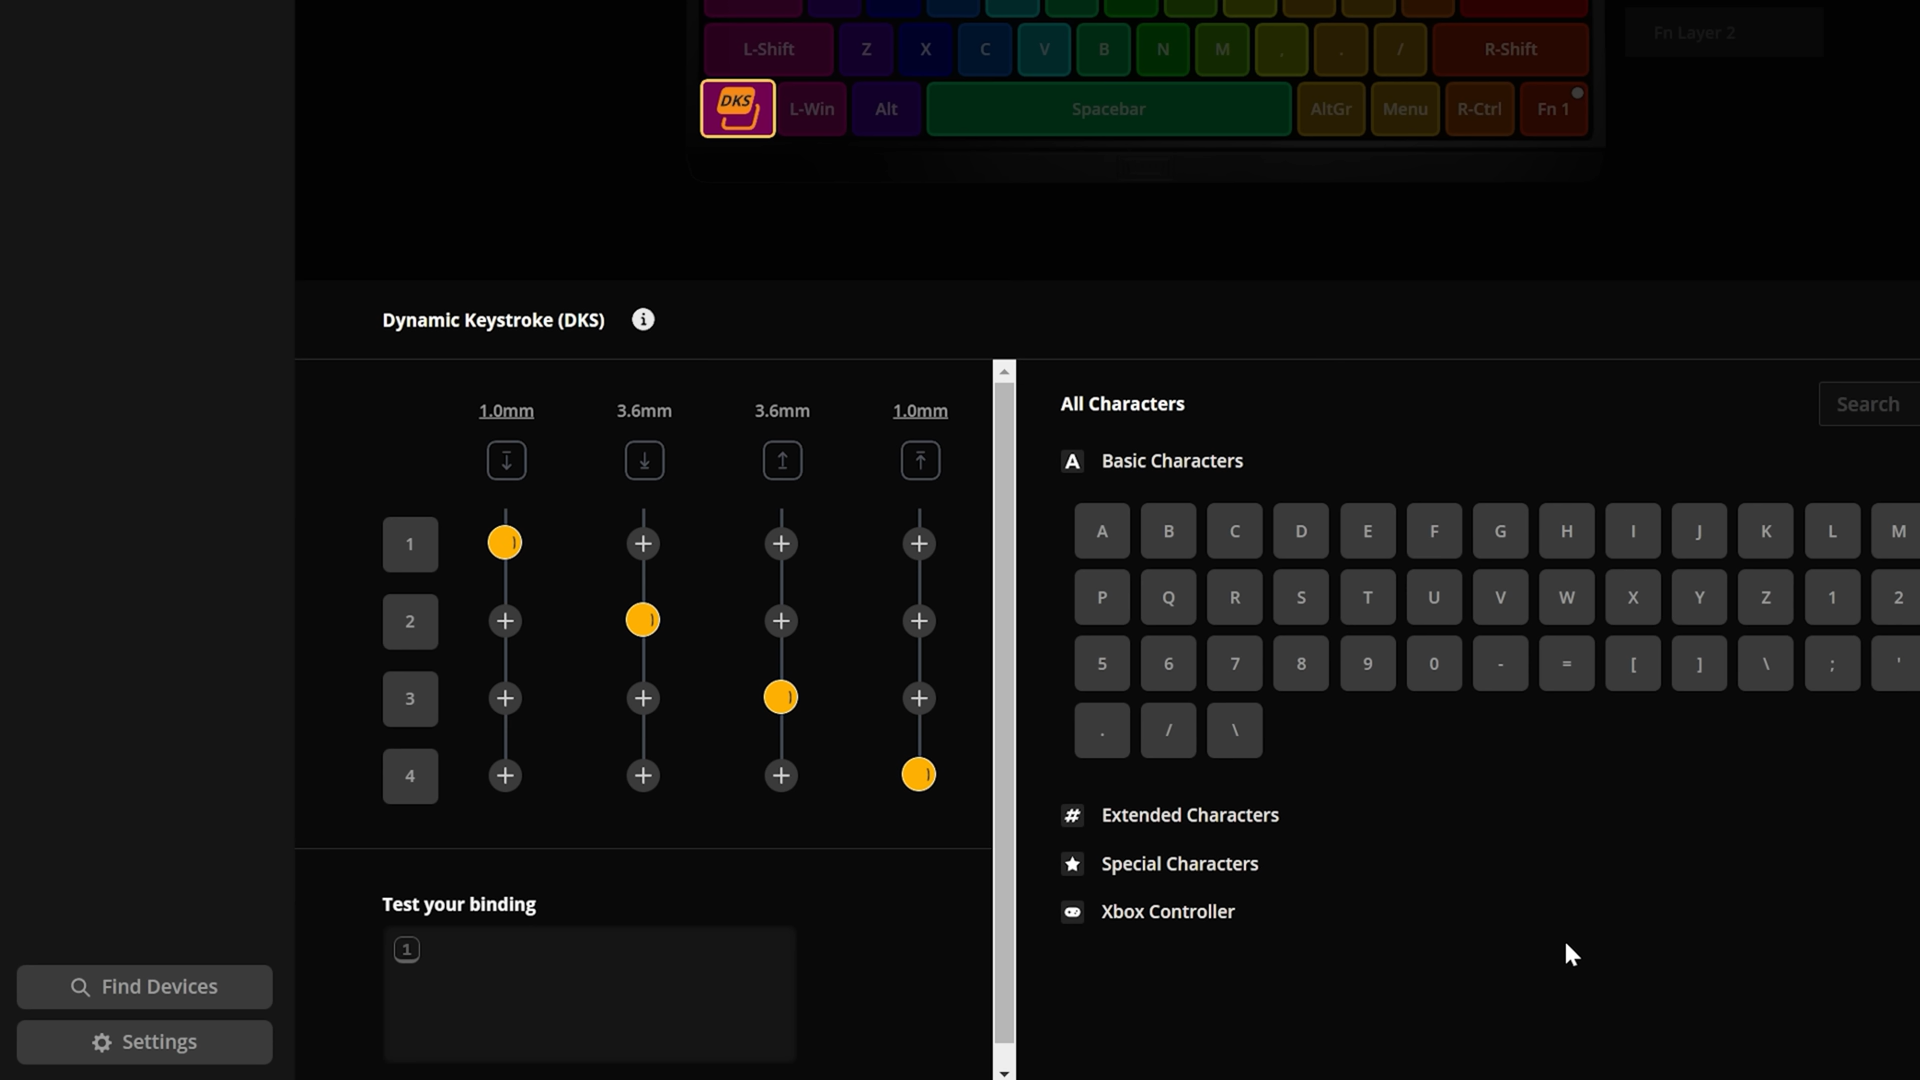 Fn Layer 2
L-Shift Z X C V B N M , . / R-Shift
DKS L-Win Alt Spacebar AltGr Menu R-Ctrl Fn 1
Dynamic Keystroke (DKS)
1.0mm 3.6mm 3.6mm 1.0mm
1
2
3
4
Test your binding
1
All Characters
Search
Basic Characters
A B C D E F G H I J K L M
P Q R S T U V W X Y Z 1 2
5 6 7 8 9 0 - = [ ] \ ; '
. / \
Extended Characters
Special Characters
Xbox Controller
Find Devices
Settings